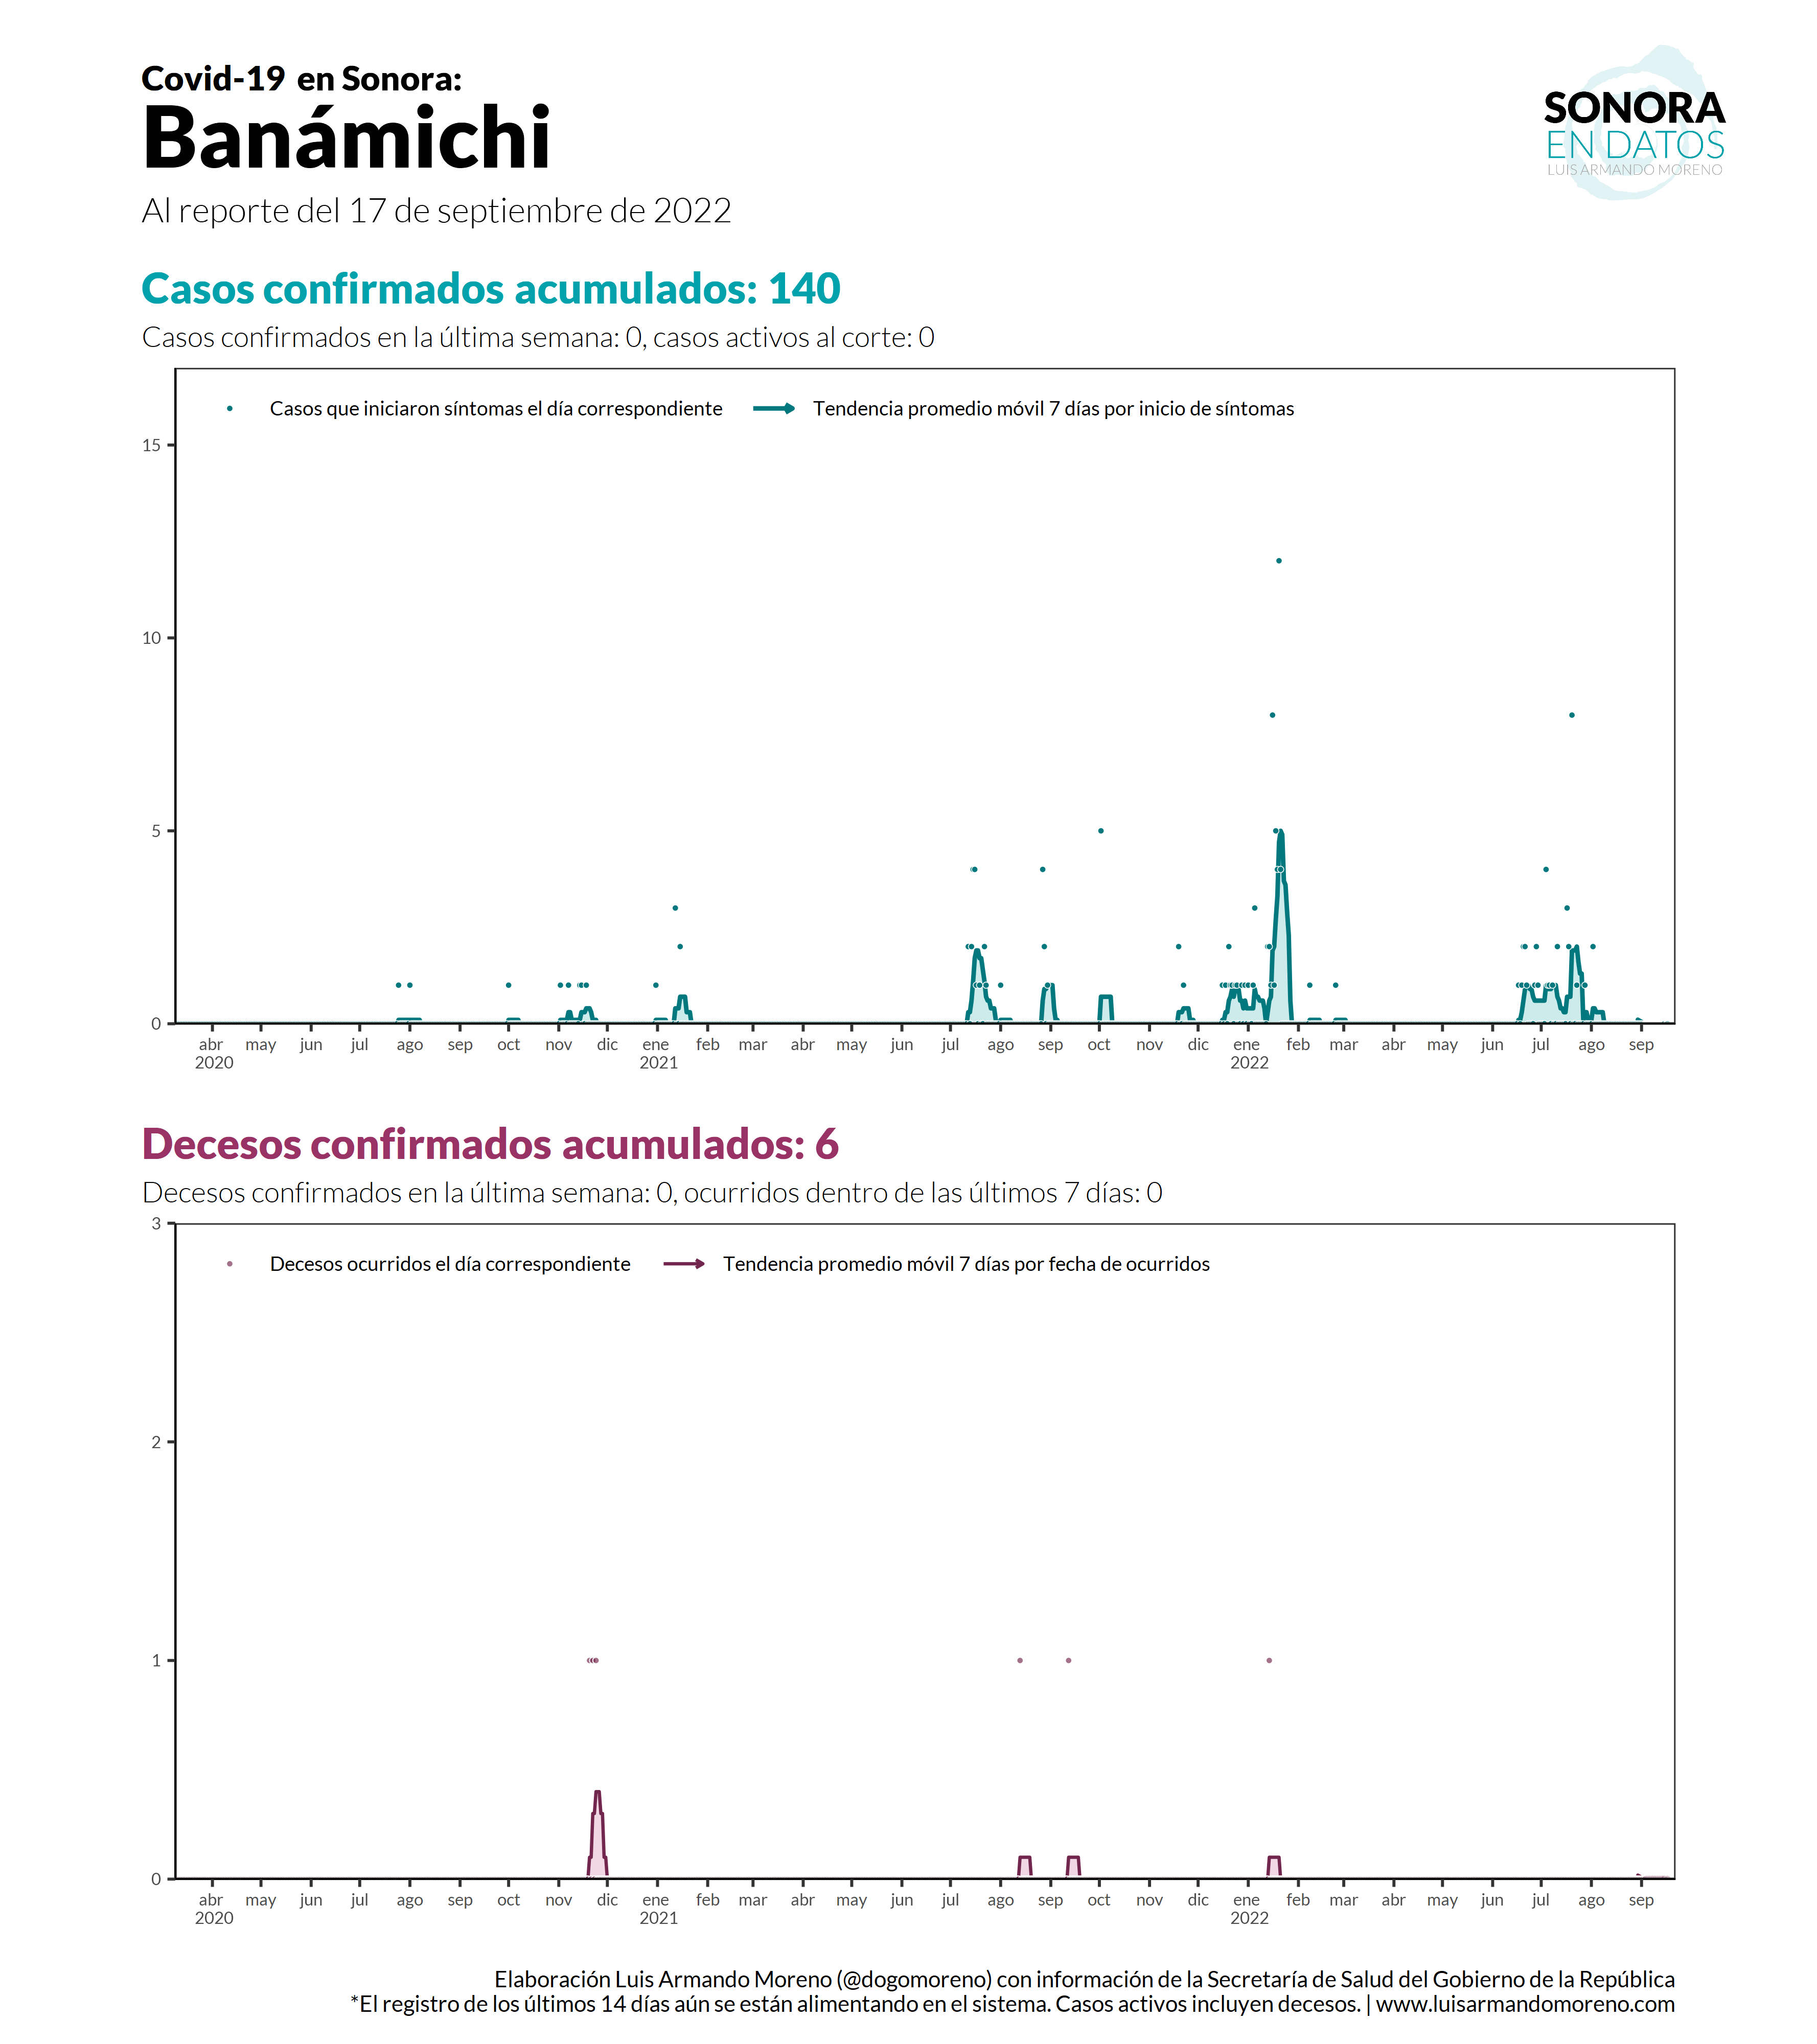 Covid-19 en Sonora:
Banámichi
Al reporte del 17 de septiembre de 2022
SONORA
EN DATOS
LUIS ARMANDO MORENO
Casos confirmados acumulados: 140
Casos confirmados en la última semana: 0, casos activos al corte: 0
Casos que iniciaron síntomas el día correspondiente Tendencia promedio móvil 7 días por inicio de síntomas
15
10
5
0
abr may jun jul ago sep oct nov dic ene feb mar abr may jun jul ago sep oct nov dic ene feb mar abr may jun jul ago sep
2020 2021 2022
Decesos confirmados acumulados: 6
Decesos confirmados en la última semana: 0, ocurridos dentro de las últimos 7 días: 0
3
Decesos ocurridos el día correspondiente Tendencia promedio móvil 7 días por fecha de ocurridos
2
1
0
abr may jun jul ago sep oct nov dic ene feb mar abr may jun jul ago sep oct nov dic ene feb mar abr may jun jul ago sep
2020 2021 2022
Elaboración Luis Armando Moreno (@dogomoreno) con información de la Secretaría de Salud del Gobierno de la República
*El registro de los últimos 14 días aún se están alimentando en el sistema. Casos activos incluyen decesos. | www.luisarmandomoreno.com